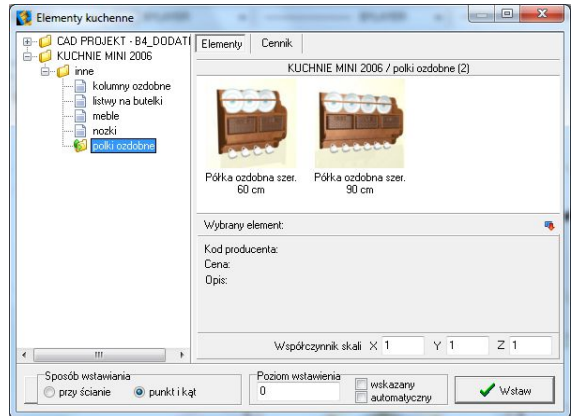 Elementy kuchenne
CAD PROJEKT - B4_DODATI
KUCHNIE MINI 2006
inne
kolumny ozdobne
listwy na butelki
meble
nozki
polki ozdobne
Elementy Cennik
KUCHNIE MINI 2006 / polki ozdobne (2)
Półka ozdobna szer. Półka ozdobna szer.
60 cm 90 cm
Wybrany element:
Kod producenta:
Cena:
Opis:
Współczynnik skali X 1 Y 1 Z 1
Sposób wstawiania Poziom wstawienia
przy ścianie punkt i kąt 0 wskazany
automatyczny
Wstaw